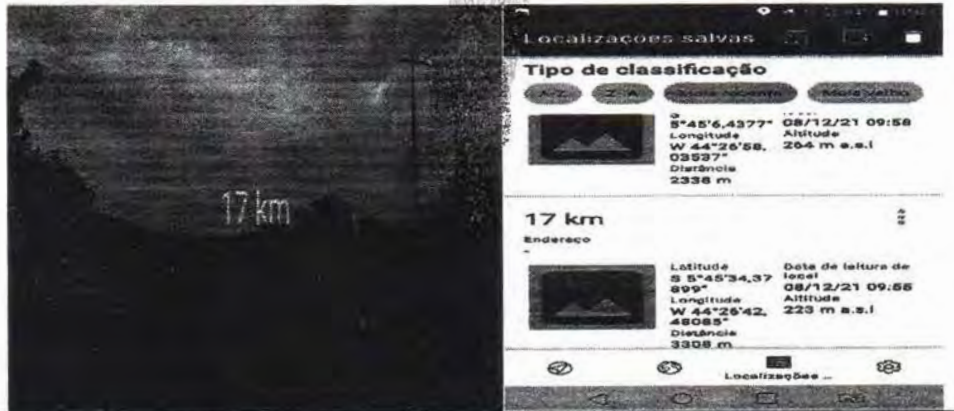 17 km
Localizações salvas
Tipo de classificação
A-Z Z-A Mais recente Mais velho
5°45'6,4377" 08/12/21 09:58
Longitude Altitude
W 44°26'58, 264 m a.s.l
03537"
Distância
2338 m
17 km
Endereço
-
Latitude Data de leitura de
S 5°45'34,37 local
899" 08/12/21 09:55
Longitude Altitude
W 44°26'42, 223 m a.s.l
48085"
Distância
3308 m
Localizações ...